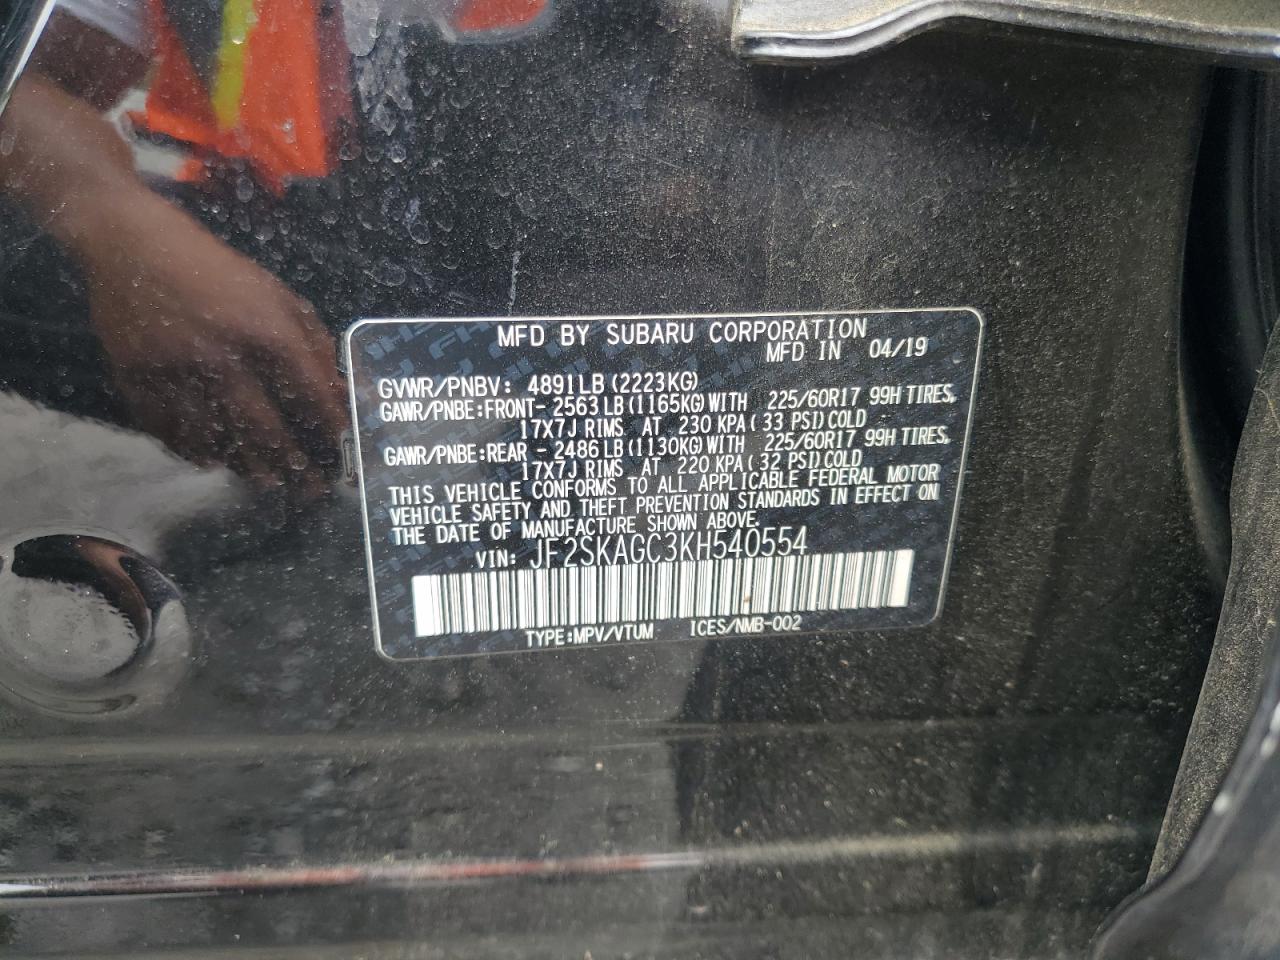 MFD BY SUBARU CORPORATION
MFD IN 04/19
GVWR/PNBV: 4891LB (2223KG)
GAWR/PNBE:FRONT- 2563LB (1165KG) WITH 225/60R17 99H TIRES,
17X7J RIMS AT 230 KPA ( 33 PSI) COLD
GAWR/PNBE:REAR - 2486LB (1130KG) WITH 225/60R17 99H TIRES,
17X7J RIMS AT 220 KPA ( 32 PSI) COLD
THIS VEHICLE CONFORMS TO ALL APPLICABLE FEDERAL MOTOR
VEHICLE SAFETY AND THEFT PREVENTION STANDARDS IN EFFECT ON
THE DATE OF MANUFACTURE SHOWN ABOVE.
VIN: JF2SKAGC3KH540554
TYPE:MPV/VTUM ICES/NMB-002